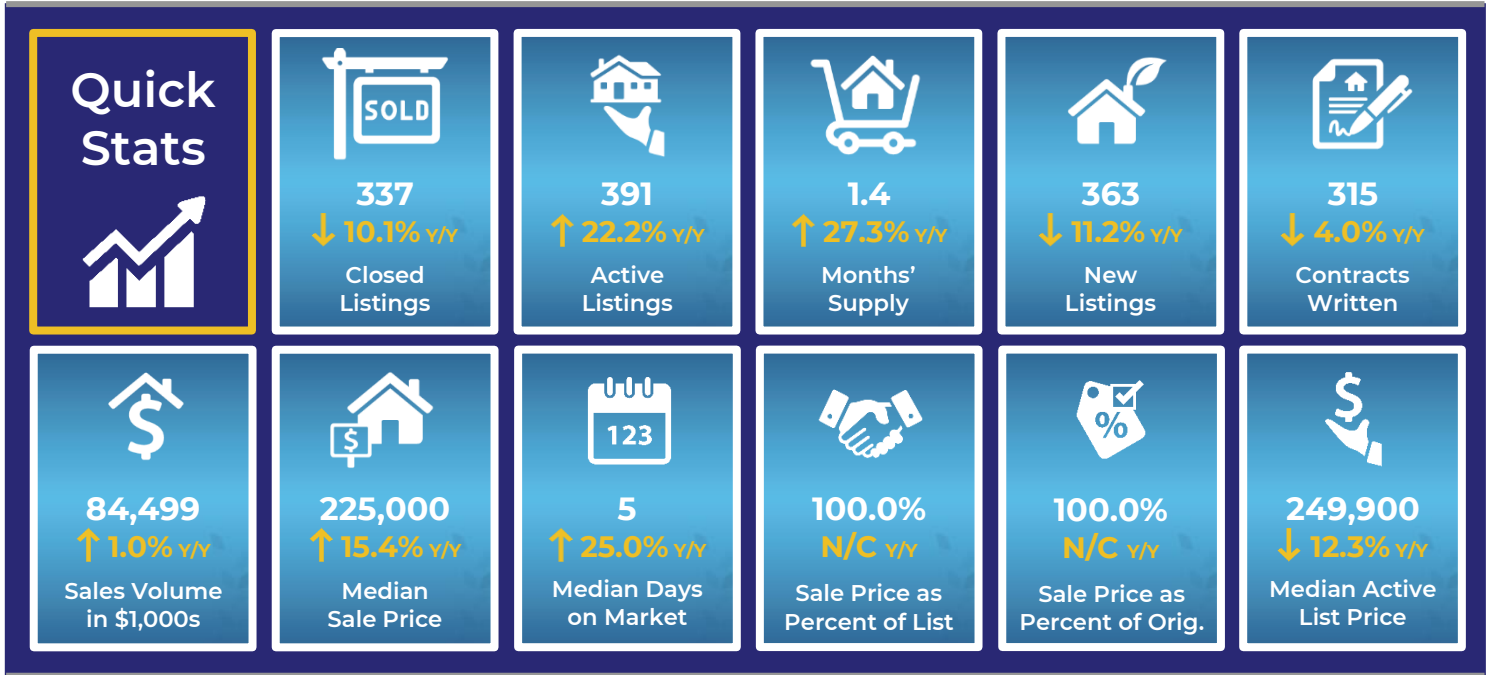 Quick
Stats
SOLD
337
↓ 10.1% Y/Y
Closed
Listings
391
↑ 22.2% Y/Y
Active
Listings
1.4
↑ 27.3% Y/Y
Months’
Supply
363
↓ 11.2% Y/Y
New
Listings
315
↓ 4.0% Y/Y
Contracts
Written
$
84,499
↑ 1.0% Y/Y
Sales Volume
in $1,000s
$
225,000
↑ 15.4% Y/Y
Median
Sale Price
123
5
↑ 25.0% Y/Y
Median Days
on Market
100.0%
N/C Y/Y
Sale Price as
Percent of List
%
100.0%
N/C Y/Y
Sale Price as
Percent of Orig.
$
249,900
↓ 12.3% Y/Y
Median Active
List Price